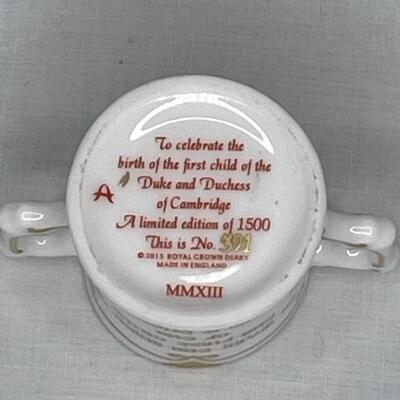 To celebrate the
birth of the first child of the
Duke and Duchess
of Cambridge
A
A limited edition of 1500
This is No. 391
© 2013 ROYAL CROWN DERBY
MADE IN ENGLAND
MMXIII